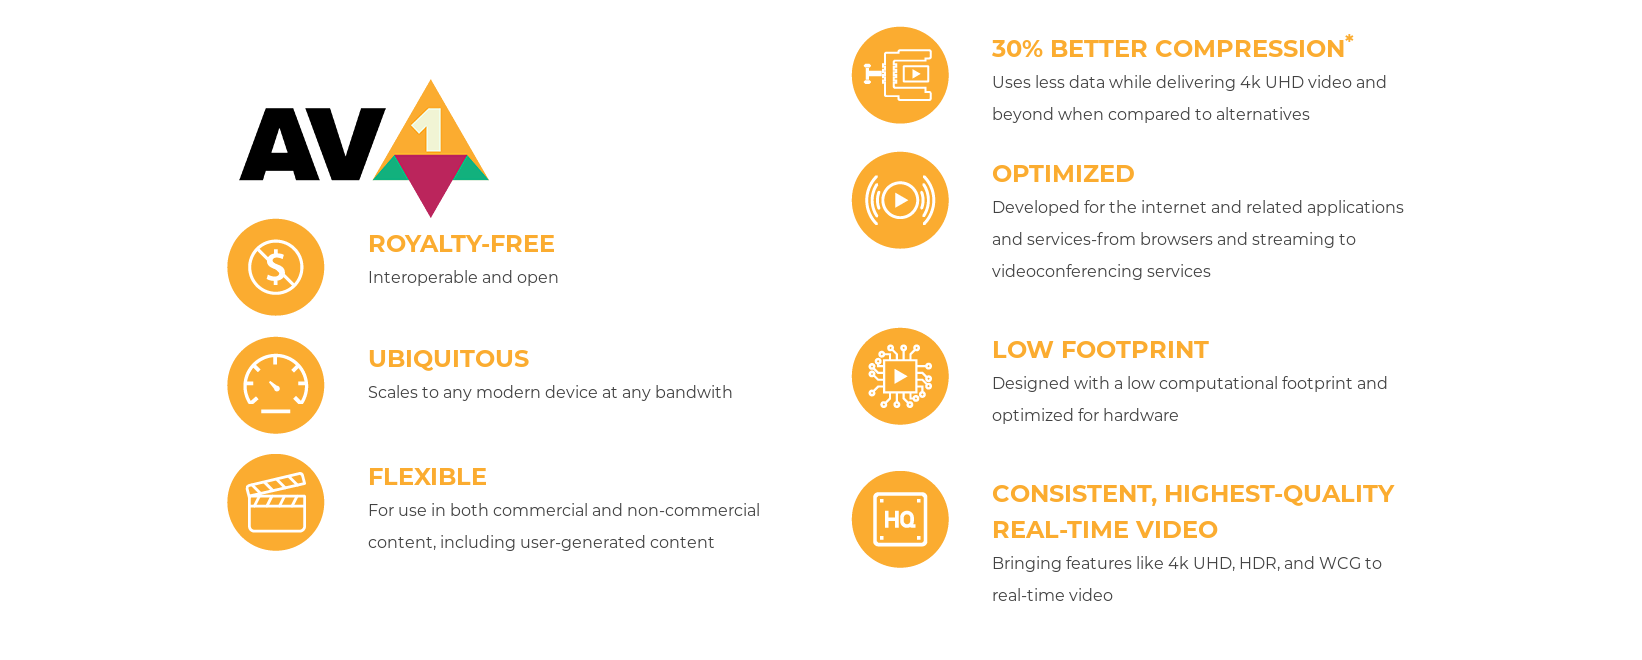 AV1
$
ROYALTY-FREE
Interoperable and open
UBIQUITOUS
Scales to any modern device at any bandwith
FLEXIBLE
For use in both commercial and non-commercial
content, including user-generated content
30% BETTER COMPRESSION*
Uses less data while delivering 4k UHD video and
beyond when compared to alternatives
OPTIMIZED
Developed for the internet and related applications
and services-from browsers and streaming to
videoconferencing services
LOW FOOTPRINT
Designed with a low computational footprint and
optimized for hardware
HQ
CONSISTENT, HIGHEST-QUALITY
REAL-TIME VIDEO
Bringing features like 4k UHD, HDR, and WCG to
real-time video